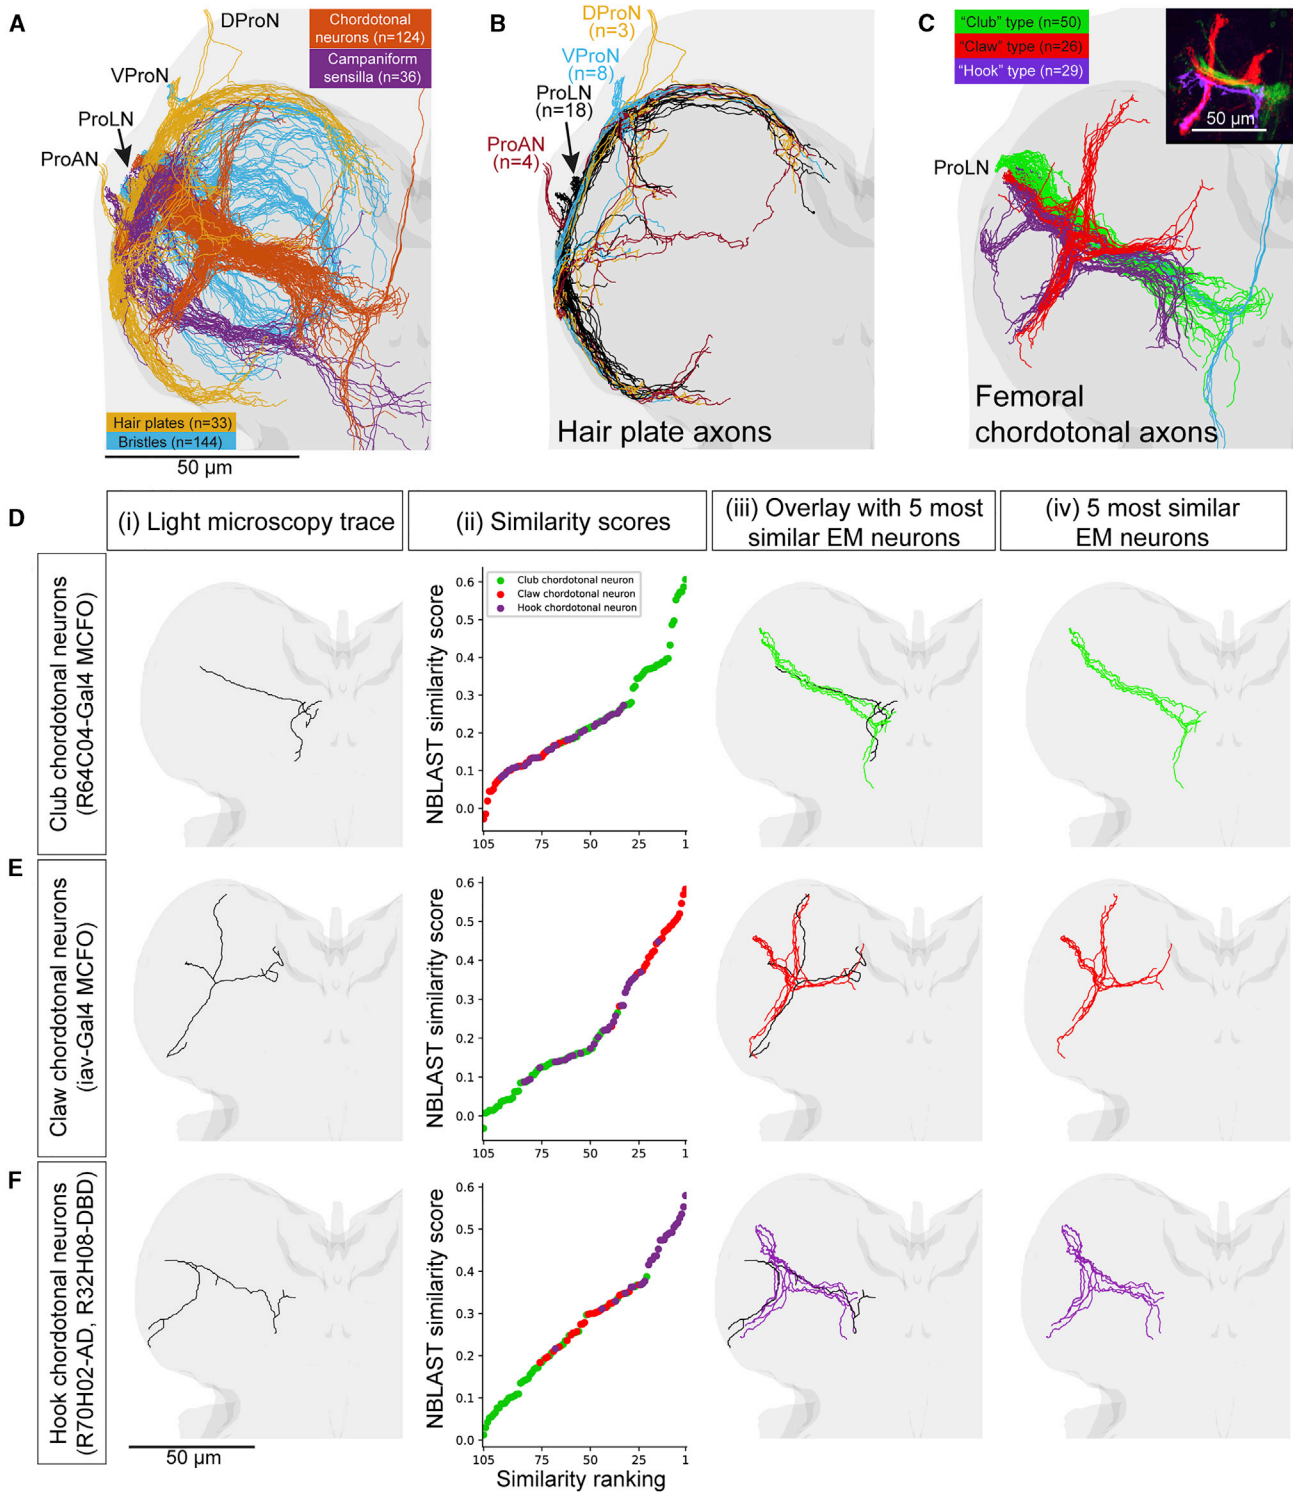 A
DProN
Chordotonal
neurons (n=124)
Campaniform
sensilla (n=36)
VProN
ProLN
ProAN
Hair plates (n=33)
Bristles (n=144)
50 µm
B
DProN
(n=3)
VProN
(n=8)
ProLN
(n=18)
ProAN
(n=4)
Hair plate axons
C
“Club” type (n=50)
“Claw” type (n=26)
“Hook” type (n=29)
50 µm
ProLN
Femoral
chordotonal axons
(i) Light microscopy trace
(ii) Similarity scores
(iii) Overlay with 5 most
similar EM neurons
(iv) 5 most similar
EM neurons
D
Club chordotonal neurons
(R64C04-Gal4 MCFO)
NBLAST similarity score
0.6
0.5
0.4
0.3
0.2
0.1
0.0
Club chordotonal neuron
Claw chordotonal neuron
Hook chordotonal neuron
105 75 50 25 1
E
Claw chordotonal neurons
(iav-Gal4 MCFO)
NBLAST similarity score
0.6
0.5
0.4
0.3
0.2
0.1
0.0
105 75 50 25 1
F
Hook chordotonal neurons
(R70H02-AD, R32H08-DBD)
50 µm
NBLAST similarity score
0.6
0.5
0.4
0.3
0.2
0.1
0.0
105 75 50 25 1
Similarity ranking